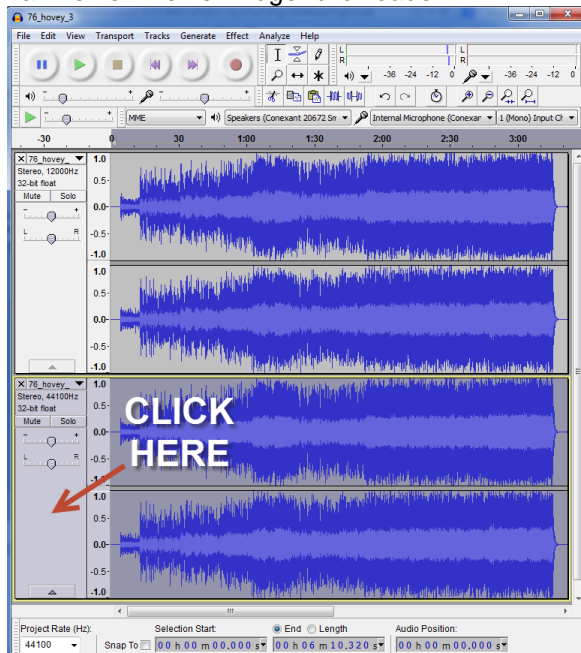 76_hovey_3
File Edit View Transport Tracks Generate Effect Analyze Help
L
R
L
R
-36 -24 -12 0
-36 -24 -12 0
MME
Speakers (Conexant 20672 Sm
Internal Microphone (Conexan
1 (Mono) Input Ch
-30 0 30 1:00 1:30 2:00 2:30 3:00
76_hovey_
Stereo, 12000Hz
32-bit float
Mute Solo
- +
L R
1.0
0.5-
0.0-
-0.5-
-1.0
1.0
0.5-
0.0-
-0.5-
-1.0
76_hovey_
Stereo, 44100Hz
32-bit float
Mute Solo
- +
L R
1.0
0.5-
0.0-
-0.5-
1.0
0.5-
0.0-
-0.5-
-1.0
CLICK
HERE
Project Rate (Hz): Selection Start: End Length Audio Position:
44100 Snap To 00 h 00 m 00.000 s 00 h 06 m 10.320 s 00 h 00 m 00.000 s